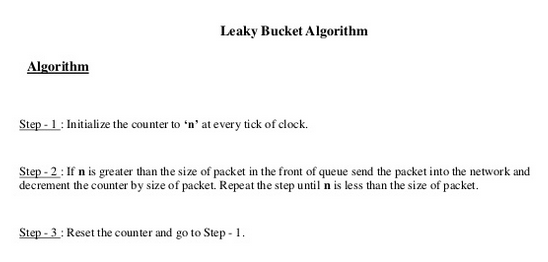 Leaky Bucket Algorithm
Algorithm
Step - 1 : Initialize the counter to ‘n’ at every tick of clock.
Step - 2 : If n is greater than the size of packet in the front of queue send the packet into the network and
decrement the counter by size of packet. Repeat the step until n is less than the size of packet.
Step - 3 : Reset the counter and go to Step - 1.